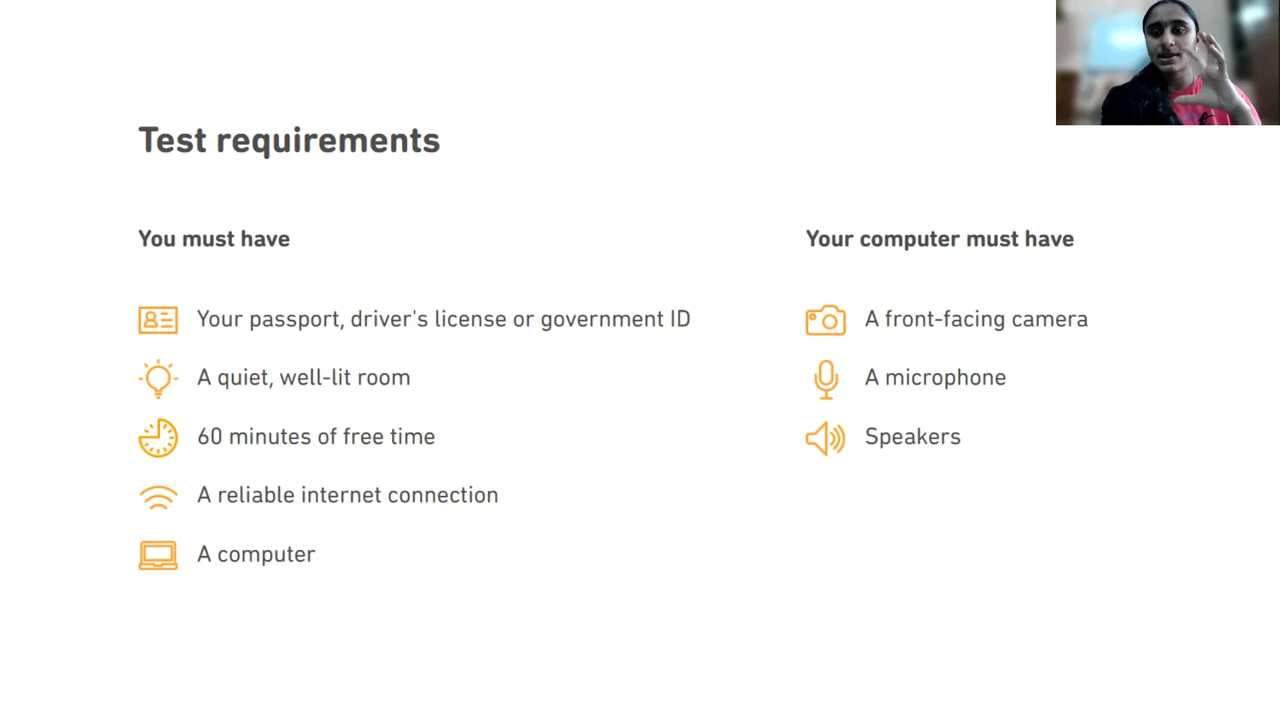 Test requirements
You must have
Your passport, driver's license or government ID
A quiet, well-lit room
60 minutes of free time
A reliable internet connection
A computer
Your computer must have
A front-facing camera
A microphone
Speakers